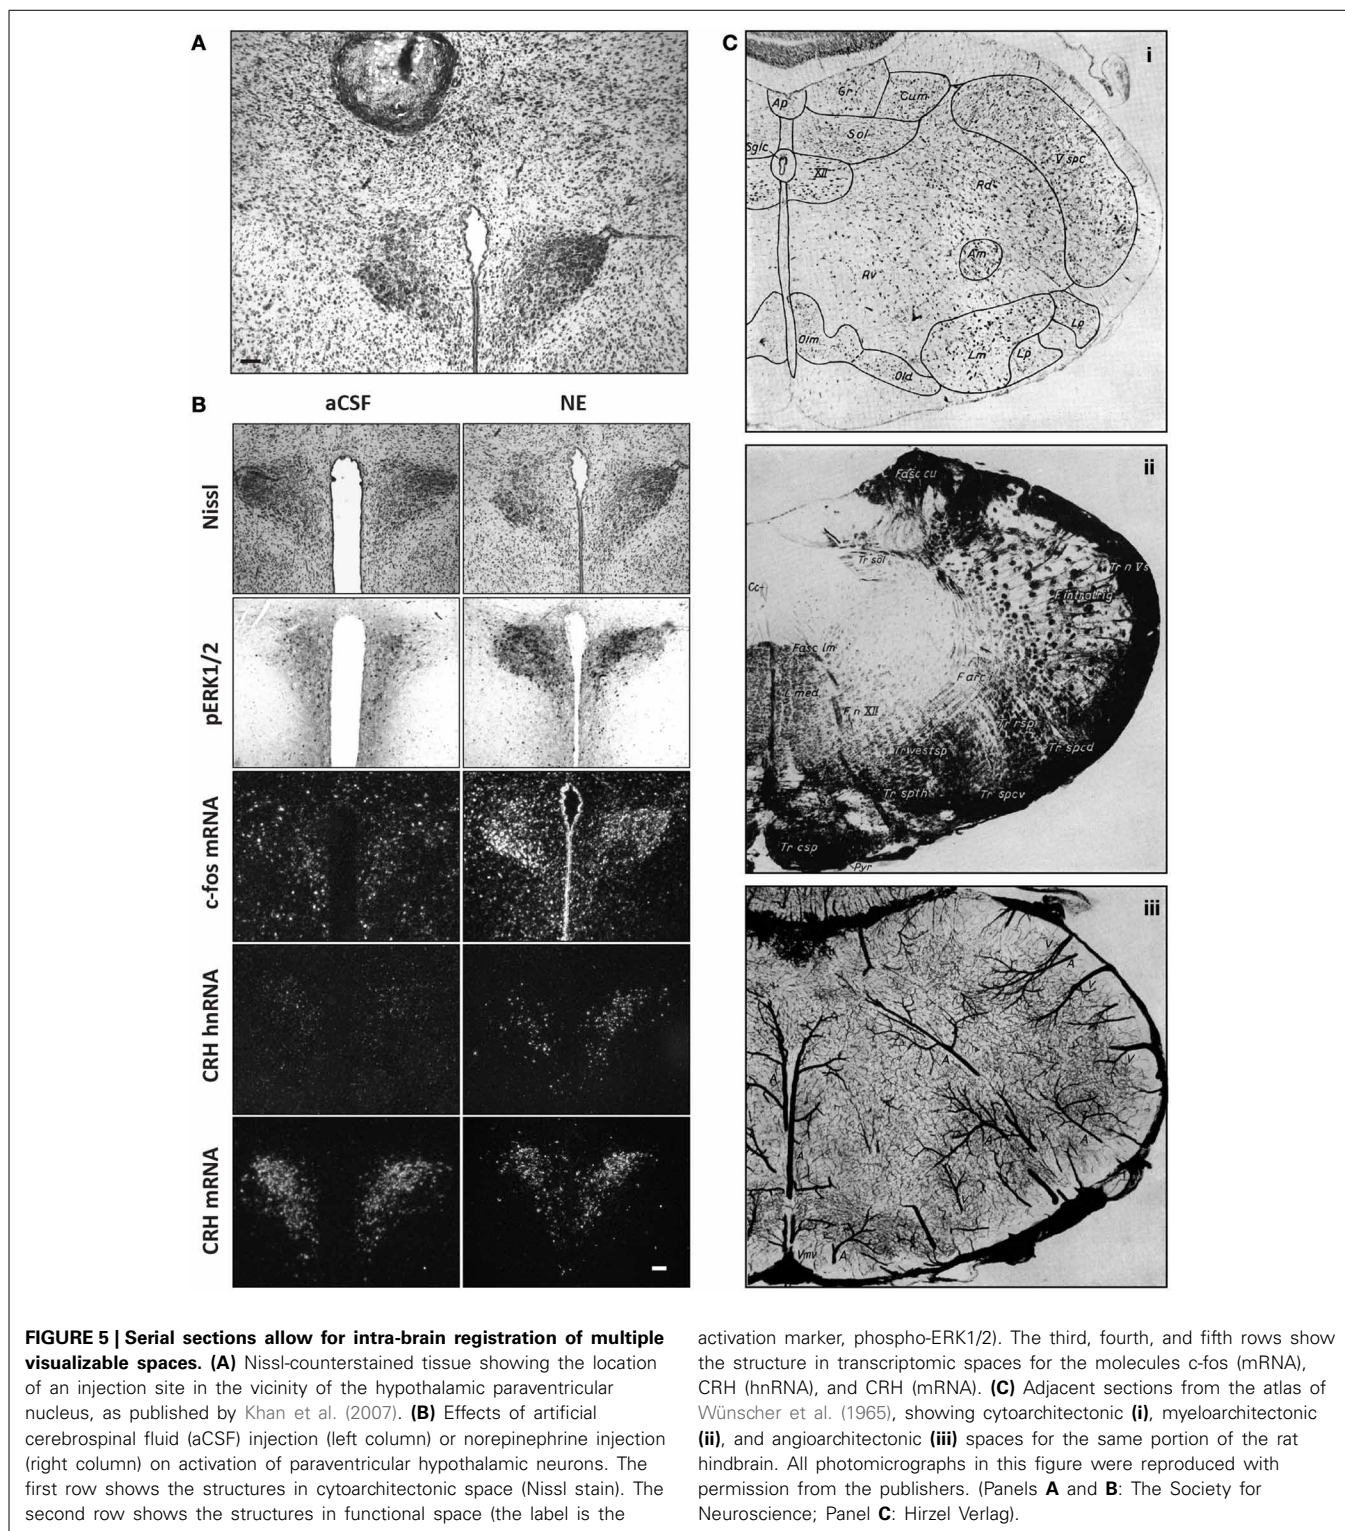 A
B
aCSF
NE
Nissl
pERK1/2
c-fos mRNA
CRH hnRNA
CRH mRNA
C
i
Ap
Gr.
Cum
Sol
Sglc
XII
V spc
Rd
Rv
Am
Olm
Old
Lm
Lp
ii
Fasc cu
Tr sol
Cc
Tr n Vs
F intratrig
Fasc lm
L med
F arc
F n XII
Tr rsp
Tr vestsp
Tr spcd
Tr spth
Tr spcv
Tr csp
Pyr
iii
V
A
V
A
V
A
A
A
A
Vmv
A
FIGURE 5 | Serial sections allow for intra-brain registration of multiple
visualizable spaces. (A) Nissl-counterstained tissue showing the location
of an injection site in the vicinity of the hypothalamic paraventricular
nucleus, as published by Khan et al. (2007). (B) Effects of artificial
cerebrospinal fluid (aCSF) injection (left column) or norepinephrine injection
(right column) on activation of paraventricular hypothalamic neurons. The
first row shows the structures in cytoarchitectonic space (Nissl stain). The
second row shows the structures in functional space (the label is the
activation marker, phospho-ERK1/2). The third, fourth, and fifth rows show
the structure in transcriptomic spaces for the molecules c-fos (mRNA),
CRH (hnRNA), and CRH (mRNA). (C) Adjacent sections from the atlas of
Wünscher et al. (1965), showing cytoarchitectonic (i), myeloarchitectonic
(ii), and angioarchitectonic (iii) spaces for the same portion of the rat
hindbrain. All photomicrographs in this figure were reproduced with
permission from the publishers. (Panels A and B: The Society for
Neuroscience; Panel C: Hirzel Verlag).